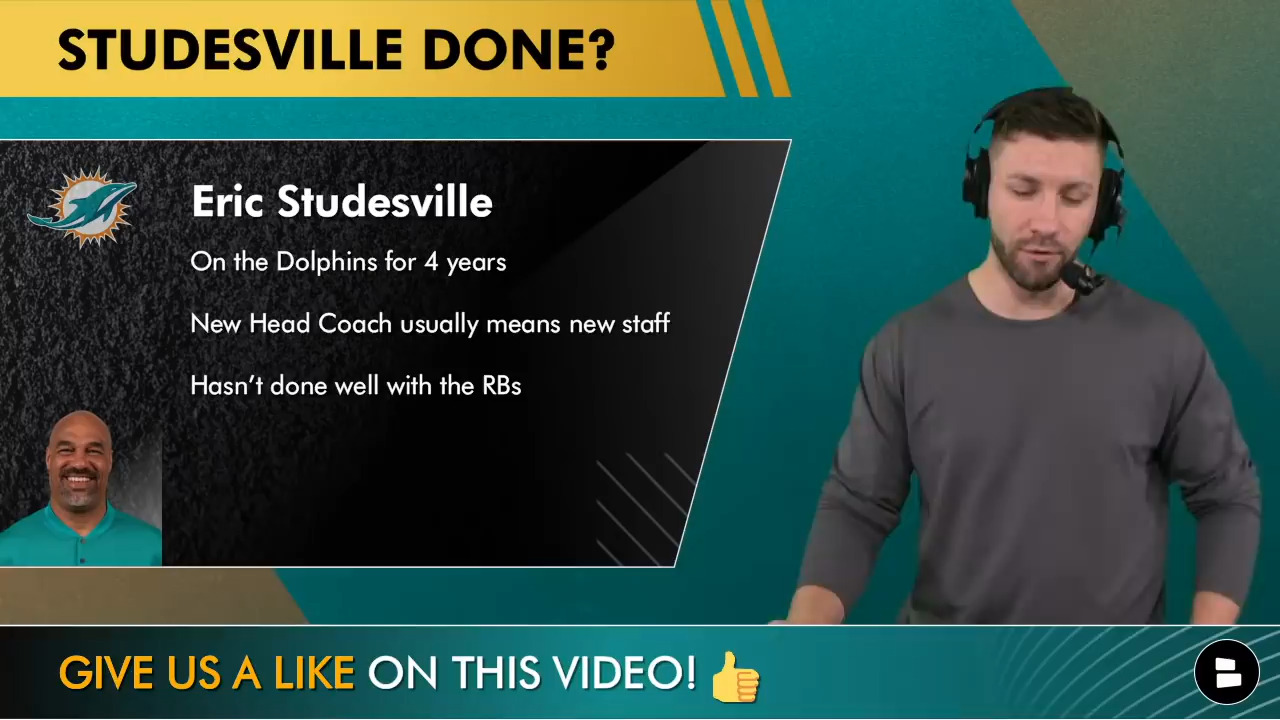 STUDESVILLE DONE?
Eric Studesville
On the Dolphins for 4 years
New Head Coach usually means new staff
Hasn't done well with the RBs
GIVE US A LIKE ON THIS VIDEO!